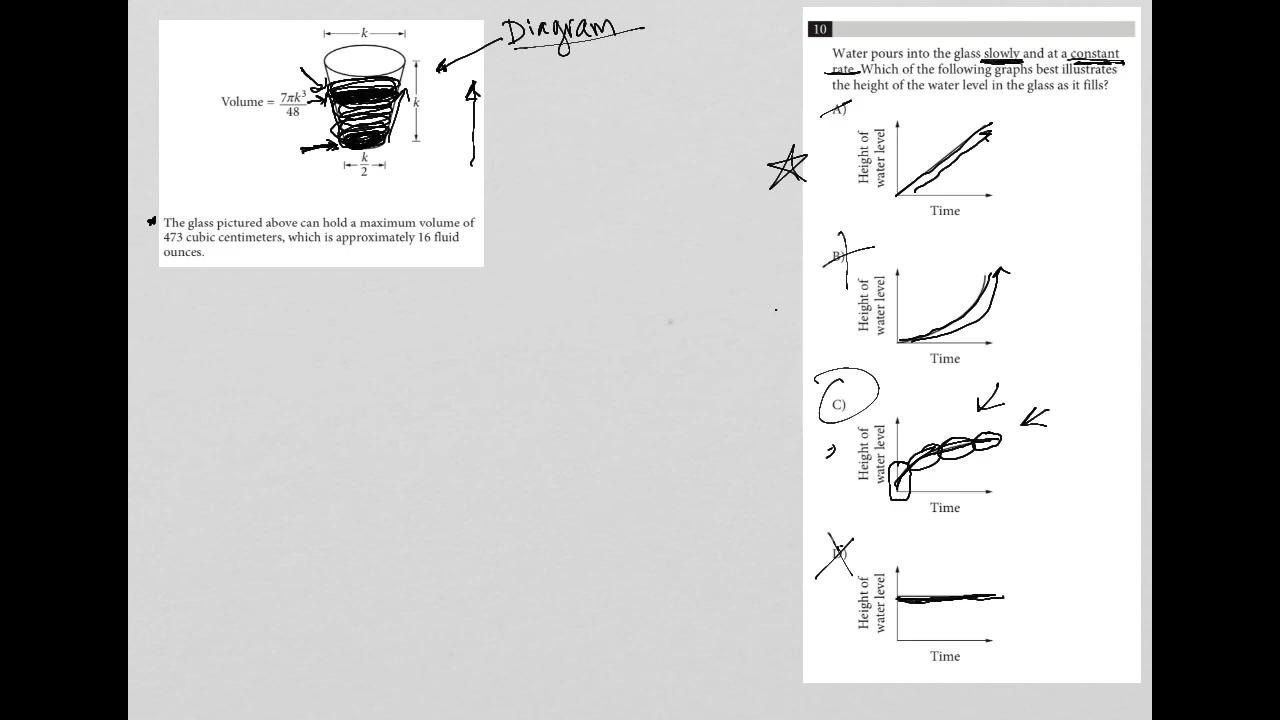 Diagram
k
Volume = 7πk³/48
k
k/2
The glass pictured above can hold a maximum volume of
473 cubic centimeters, which is approximately 16 fluid
ounces.
10
Water pours into the glass slowly and at a constant
rate. Which of the following graphs best illustrates
the height of the water level in the glass as it fills?
A)
Height of
water level
Time
B)
Height of
water level
Time
C)
Height of
water level
Time
D)
Height of
water level
Time